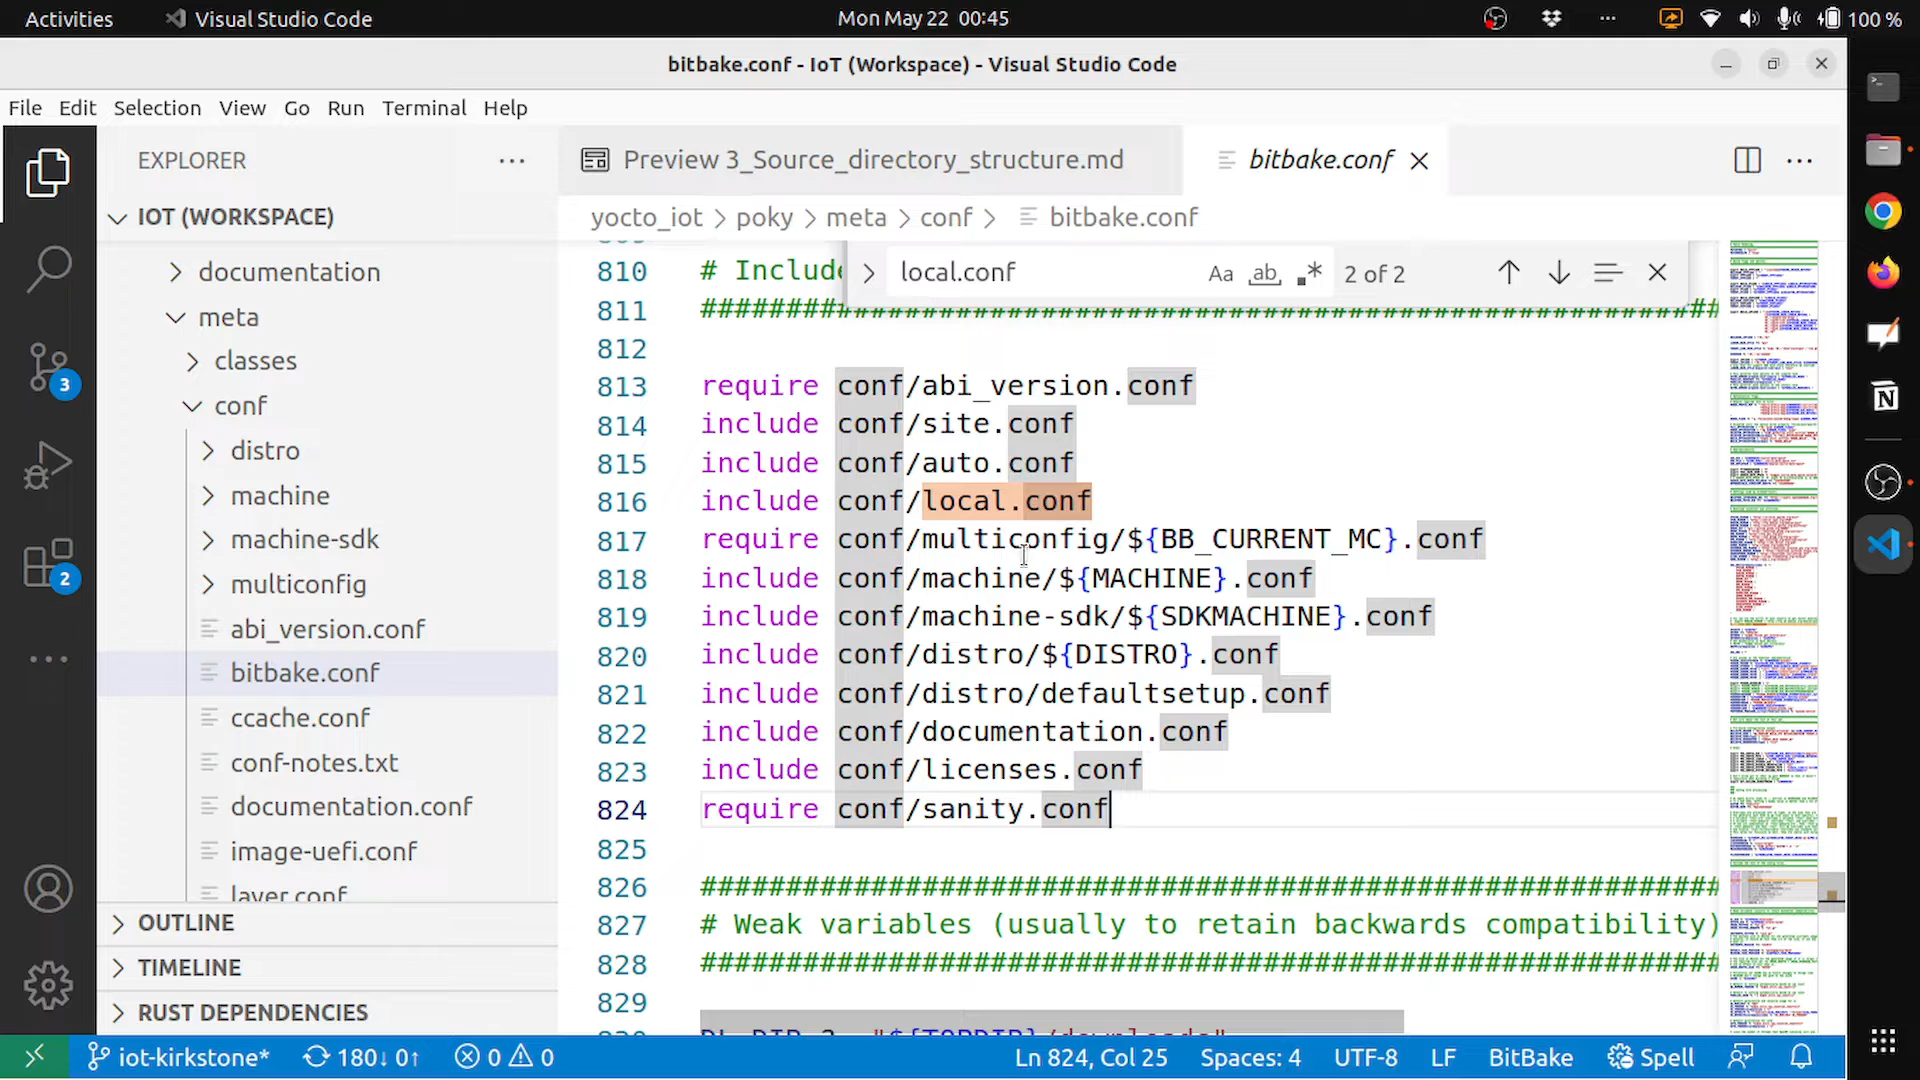 Activities Visual Studio Code Mon May 22 00:45 100 %
bitbake.conf - IoT (Workspace) - Visual Studio Code
File Edit Selection View Go Run Terminal Help
EXPLORER
Preview 3_Source_directory_structure.md
bitbake.conf
IOT (WORKSPACE)
yocto_iot > poky > meta > conf > bitbake.conf
documentation
meta
classes
conf
distro
machine
machine-sdk
multiconfig
abi_version.conf
bitbake.conf
ccache.conf
conf-notes.txt
documentation.conf
image-uefi.conf
layer.conf
OUTLINE
TIMELINE
RUST DEPENDENCIES
3
2
local.conf Aa ab 2 of 2
810 # Include
811 ############################################################
812
813 require conf/abi_version.conf
814 include conf/site.conf
815 include conf/auto.conf
816 include conf/local.conf
817 require conf/multiconfig/${BB_CURRENT_MC}.conf
818 include conf/machine/${MACHINE}.conf
819 include conf/machine-sdk/${SDKMACHINE}.conf
820 include conf/distro/${DISTRO}.conf
821 include conf/distro/defaultsetup.conf
822 include conf/documentation.conf
823 include conf/licenses.conf
824 require conf/sanity.conf
825
826 ############################################################
827 # Weak variables (usually to retain backwards compatibility)
828 ############################################################
829
iot-kirkstone* 180↓ 0↑ 0 0 Ln 824, Col 25 Spaces: 4 UTF-8 LF BitBake Spell